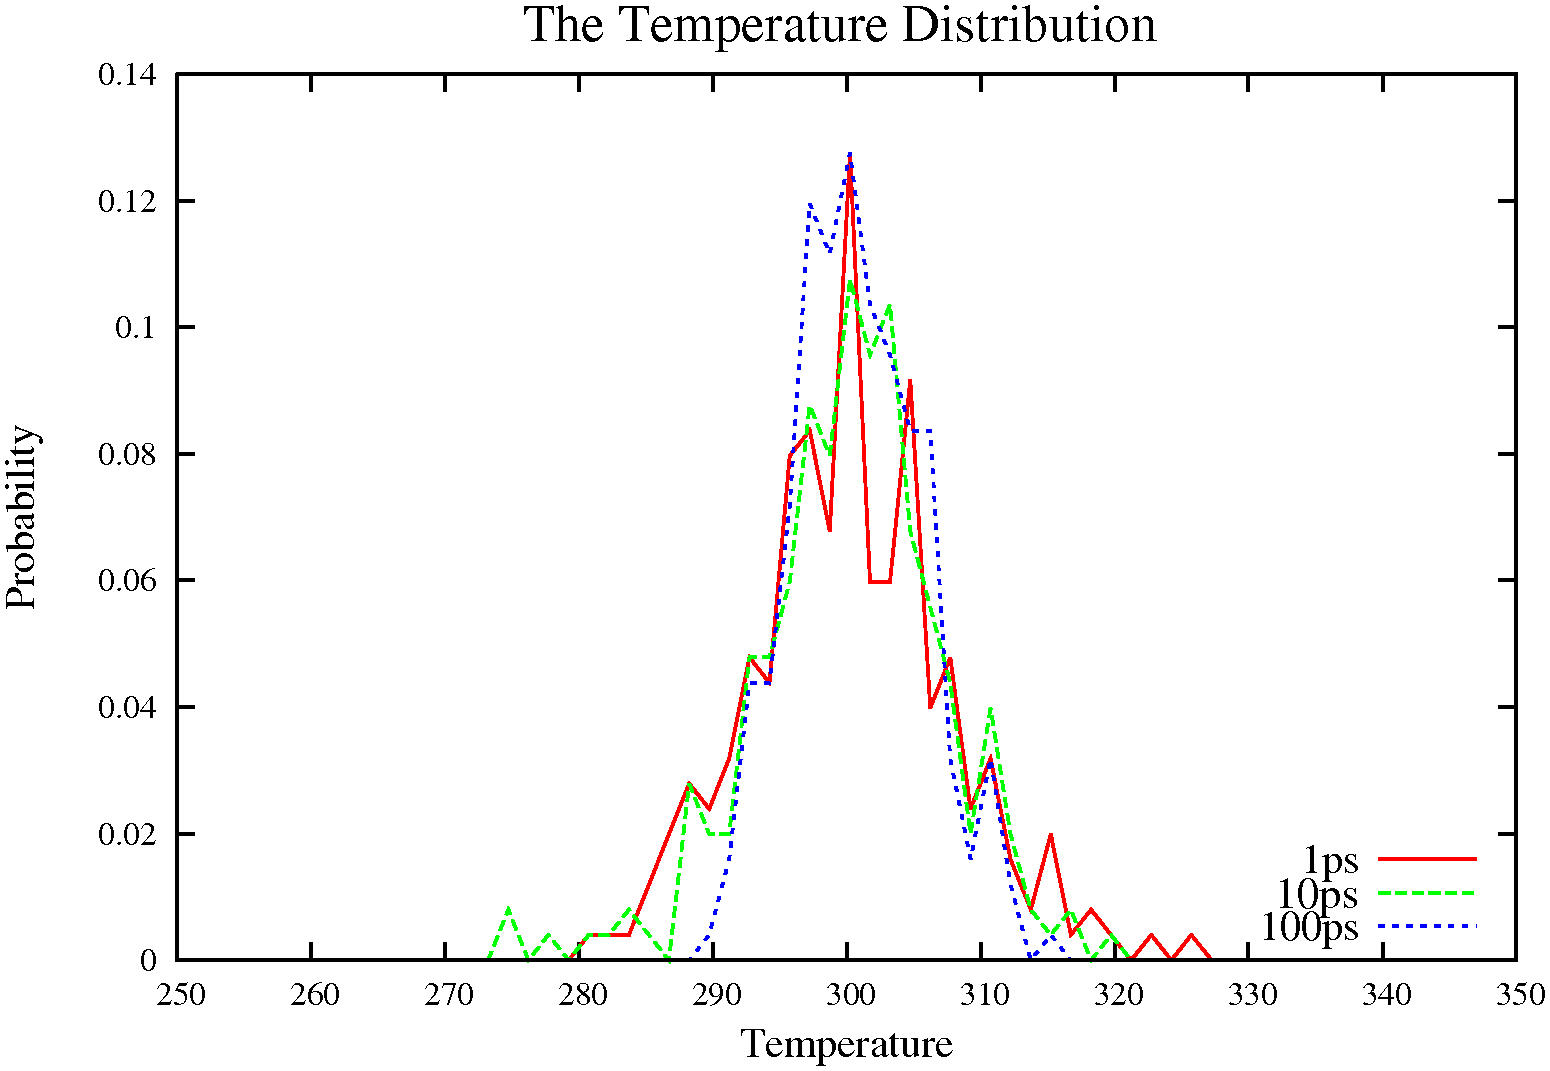 The Temperature Distribution
0.14
0.12
0.1
0.08
0.06
0.04
0.02
0
Probability
1ps
10ps
100ps
250 260 270 280 290 300 310 320 330 340 350
Temperature